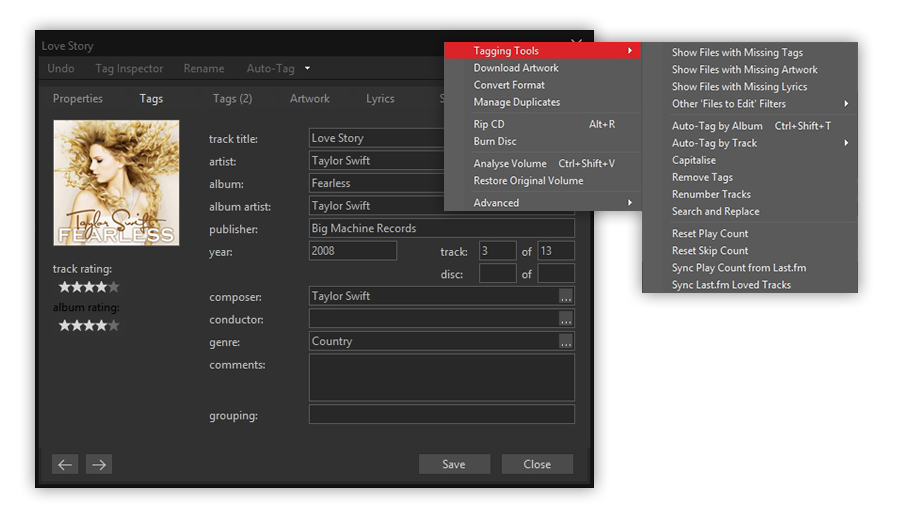 Love Story
Undo Tag Inspector Rename Auto-Tag
Properties Tags Tags (2) Artwork Lyrics S
Taylor Swift
FEARLESS
track rating:
album rating:
track title: Love Story
artist: Taylor Swift
album: Fearless
album artist: Taylor Swift
publisher: Big Machine Records
year: 2008 track: 3 of 13
disc: of
composer: Taylor Swift ...
conductor: ...
genre: Country ...
comments:
grouping:
Save Close
Tagging Tools
Download Artwork
Convert Format
Manage Duplicates
Rip CD Alt+R
Burn Disc
Analyse Volume Ctrl+Shift+V
Restore Original Volume
Advanced
Show Files with Missing Tags
Show Files with Missing Artwork
Show Files with Missing Lyrics
Other 'Files to Edit' Filters
Auto-Tag by Album Ctrl+Shift+T
Auto-Tag by Track
Capitalise
Remove Tags
Renumber Tracks
Search and Replace
Reset Play Count
Reset Skip Count
Sync Play Count from Last.fm
Sync Last.fm Loved Tracks